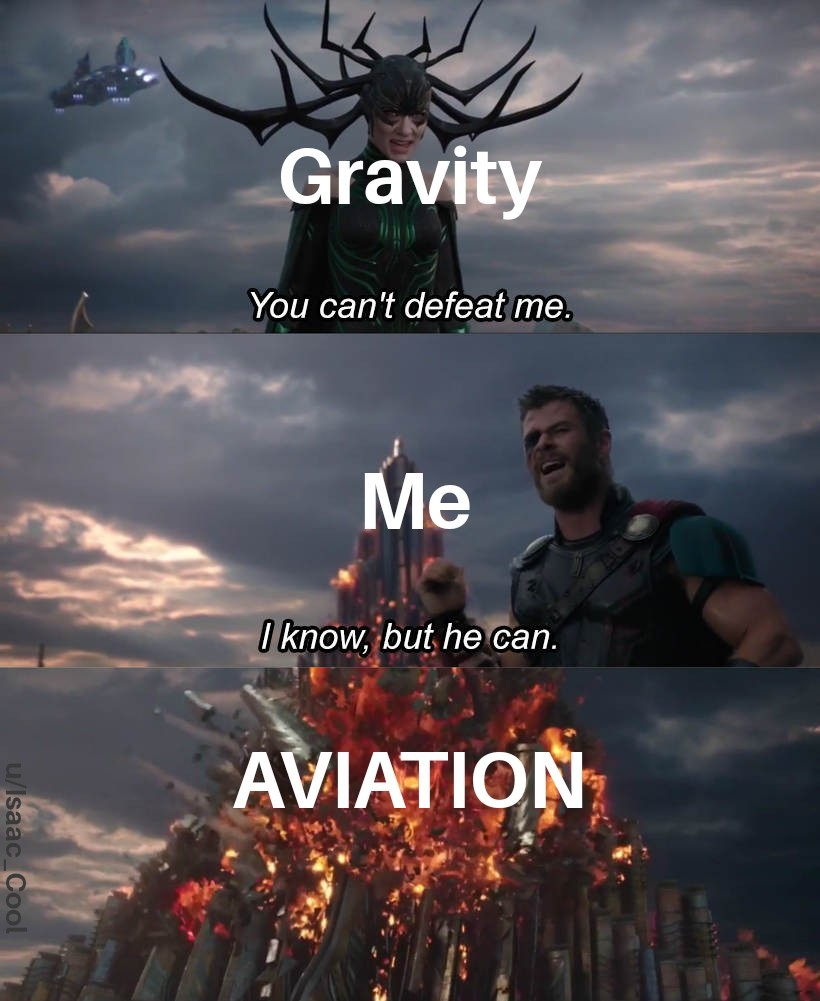 Gravity
You can't defeat me.
Me
I know, but he can.
AVIATION
u/Isaac_Cool